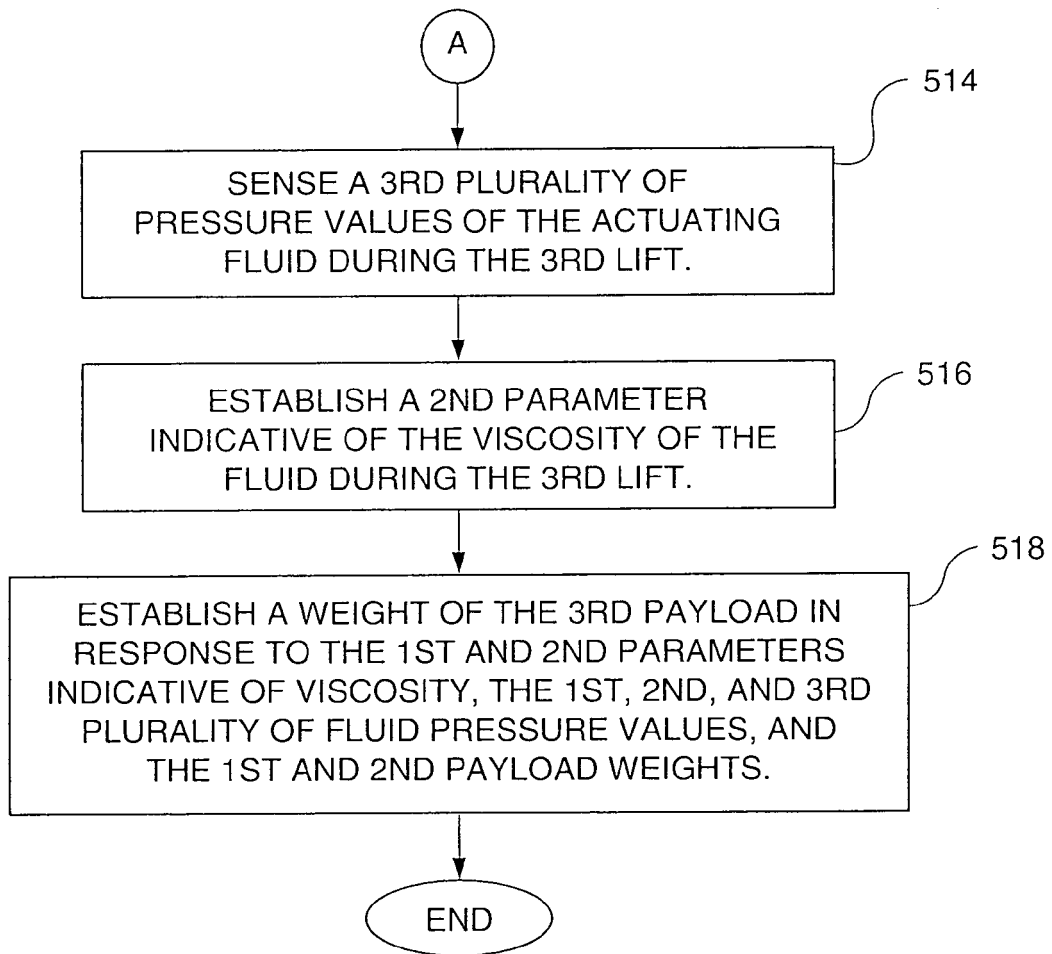 A
514
SENSE A 3RD PLURALITY OF
PRESSURE VALUES OF THE ACTUATING
FLUID DURING THE 3RD LIFT.
516
ESTABLISH A 2ND PARAMETER
INDICATIVE OF THE VISCOSITY OF THE
FLUID DURING THE 3RD LIFT.
518
ESTABLISH A WEIGHT OF THE 3RD PAYLOAD IN
RESPONSE TO THE 1ST AND 2ND PARAMETERS
INDICATIVE OF VISCOSITY, THE 1ST, 2ND, AND 3RD
PLURALITY OF FLUID PRESSURE VALUES, AND
THE 1ST AND 2ND PAYLOAD WEIGHTS.
END